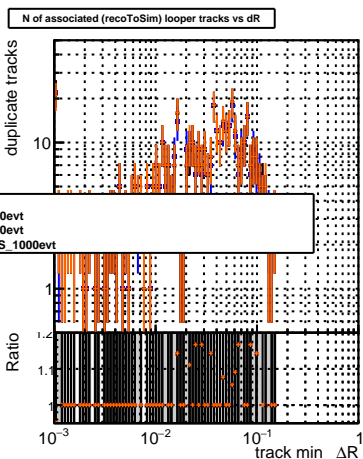 N of associated (recoToSim) looper tracks vs dR
duplicate tracks
10
1
0evt
0evt
S_1000evt
Ratio
1.2
1.1
1
10⁻³
10⁻²
10⁻¹
1
track min ΔR